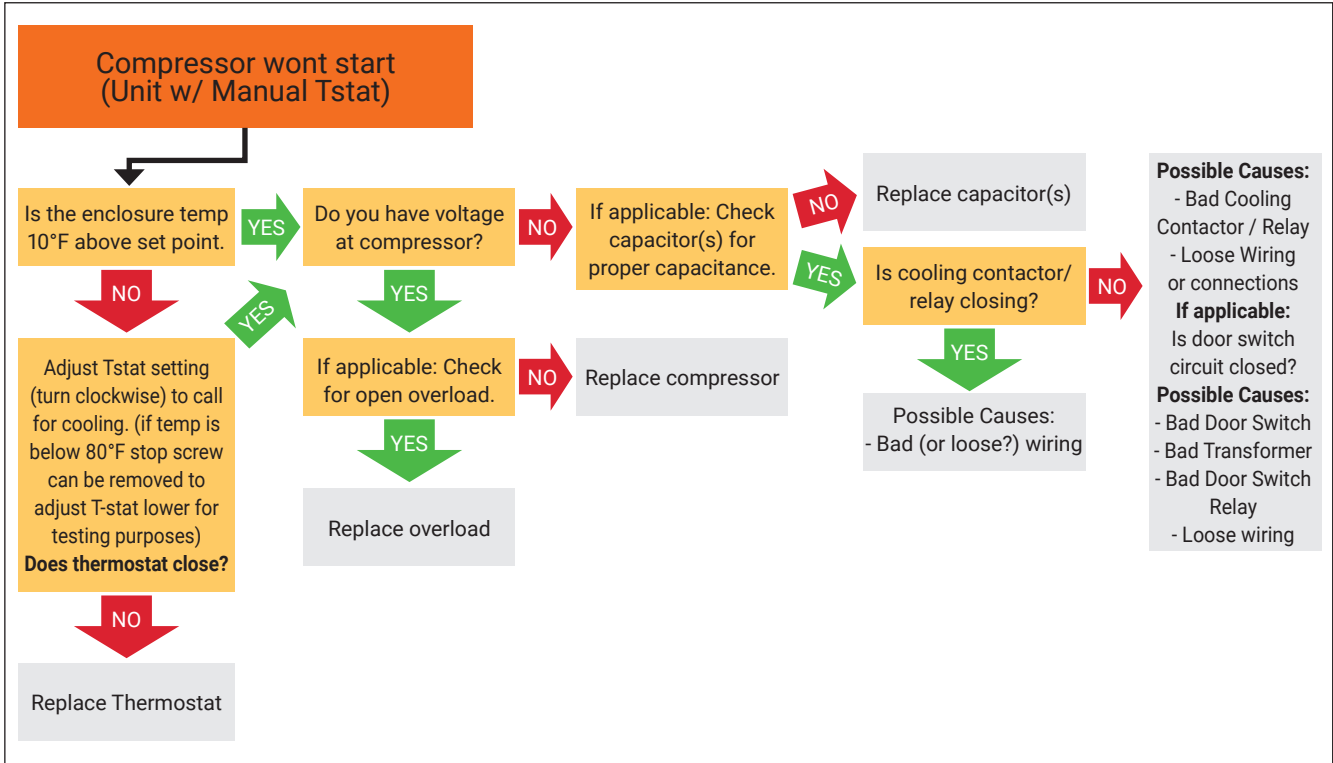 Compressor wont start
(Unit w/ Manual Tstat)
Is the enclosure temp
10°F above set point.
YES
Do you have voltage
at compressor?
NO
If applicable: Check
capacitor(s) for
proper capacitance.
NO
Replace capacitor(s)
YES
Is cooling contactor/
relay closing?
NO
Possible Causes:
- Bad Cooling
Contactor / Relay
- Loose Wiring
or connections
If applicable:
Is door switch
circuit closed?
Possible Causes:
- Bad Door Switch
- Bad Transformer
- Bad Door Switch
Relay
- Loose wiring
YES
Possible Causes:
- Bad (or loose?) wiring
YES
If applicable: Check
for open overload.
NO
Replace compressor
YES
Replace overload
NO
Adjust Tstat setting
(turn clockwise) to call
for cooling. (if temp is
below 80°F stop screw
can be removed to
adjust T-stat lower for
testing purposes)
Does thermostat close?
YES
NO
Replace Thermostat